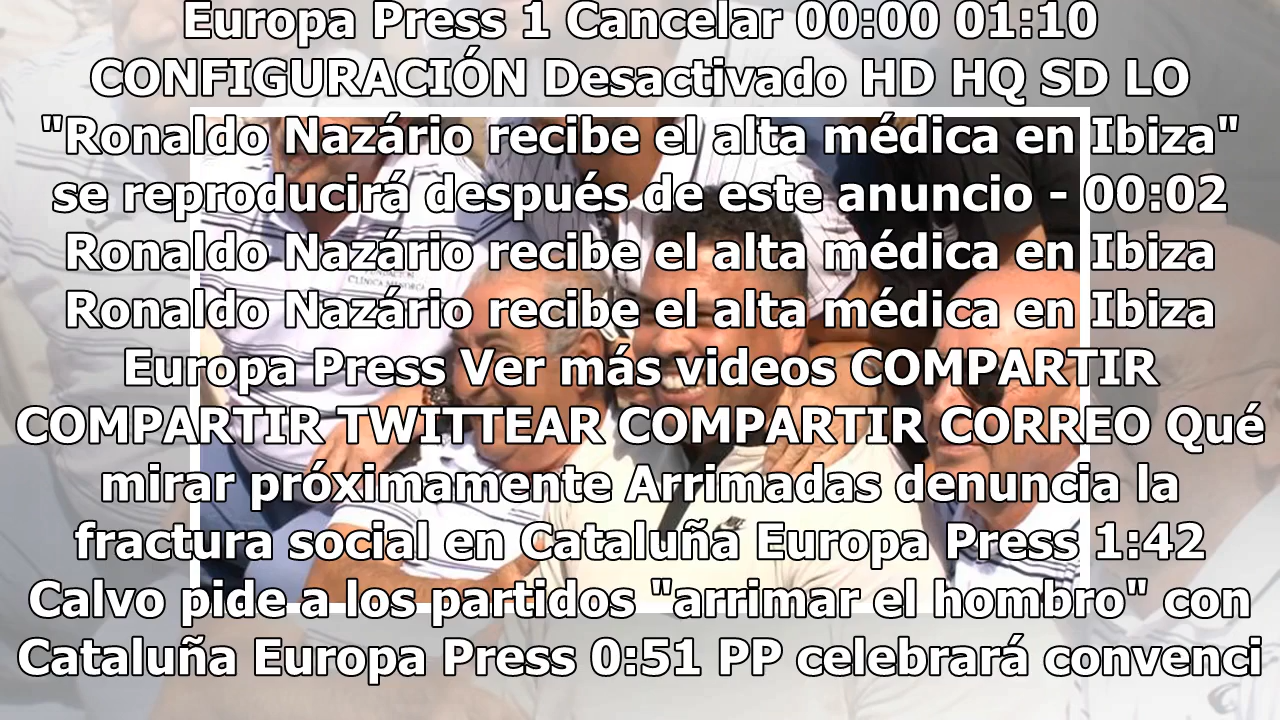 Europa Press 1 Cancelar 00:00 01:10
CONFIGURACIÓN Desactivado HD HQ SD LO
"Ronaldo Nazário recibe el alta médica en Ibiza"
se reproducirá después de este anuncio - 00:02
Ronaldo Nazário recibe el alta médica en Ibiza
FUNDACIÓN
CLÍNICA MENORCA
Ronaldo Nazário recibe el alta médica en Ibiza
Europa Press Ver más videos COMPARTIR
COMPARTIR TWITTEAR COMPARTIR CORREO Qué
mirar próximamente Arrimadas denuncia la
fractura social en Cataluña Europa Press 1:42
Calvo pide a los partidos "arrimar el hombro" con
Cataluña Europa Press 0:51 PP celebrará convenci